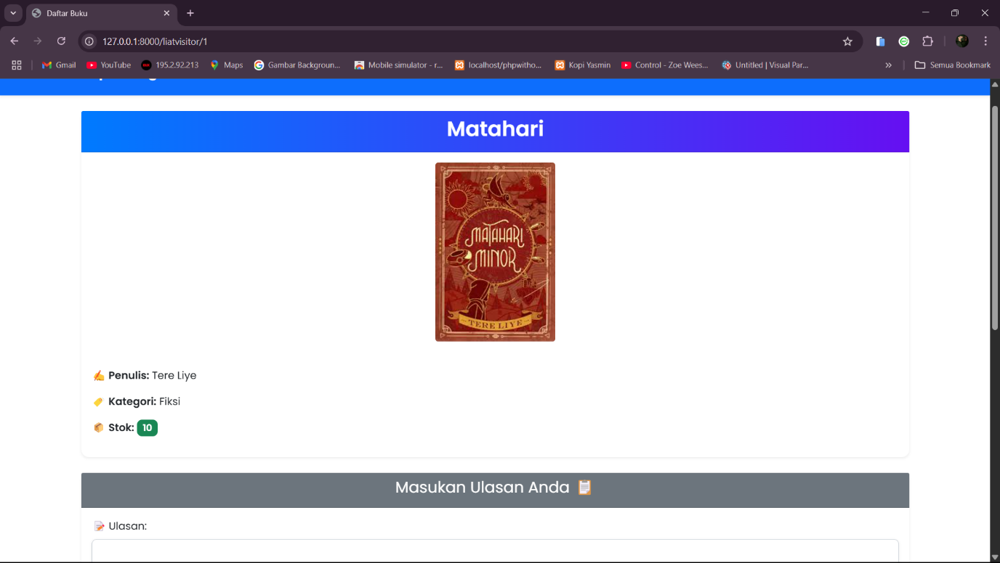 Daftar Buku
127.0.0.1:8000/liatvisitor/1
Gmail
YouTube
195.2.92.213
Maps
Gambar Backgroun...
Mobile simulator - r...
localhost/phpwitho...
Kopi Yasmin
Control - Zoe Wees...
Untitled | Visual Par...
Semua Bookmark
Matahari
MATAHARI
MINOR
TERE LIYE
✍️ Penulis: Tere Liye
🏷️ Kategori: Fiksi
📦 Stok: 10
Masukan Ulasan Anda 📋
📝 Ulasan: